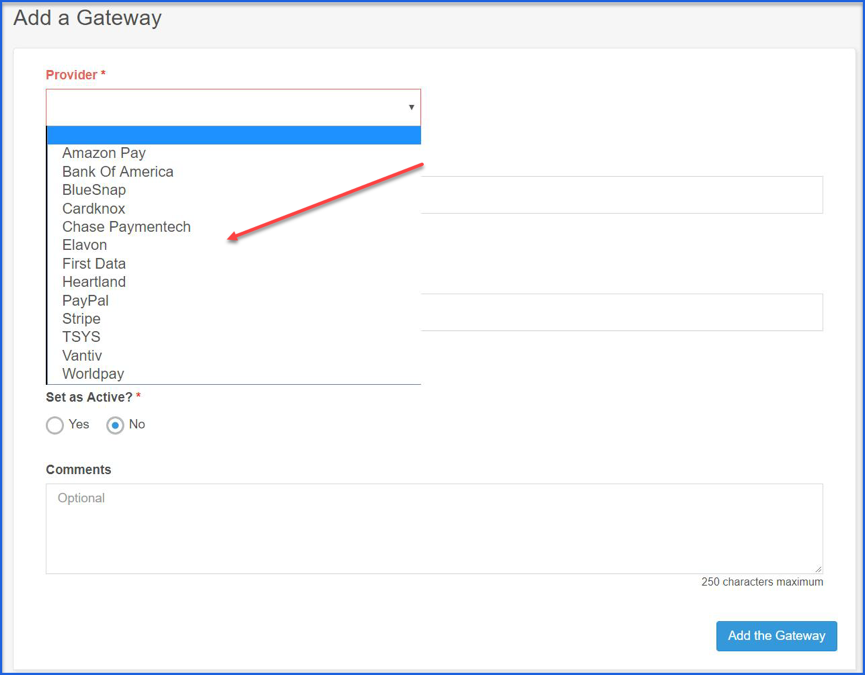 Add a Gateway
Provider *
Amazon Pay
Bank Of America
BlueSnap
Cardknox
Chase Paymentech
Elavon
First Data
Heartland
PayPal
Stripe
TSYS
Vantiv
Worldpay
Set as Active? *
Yes No
Comments
Optional
250 characters maximum
Add the Gateway